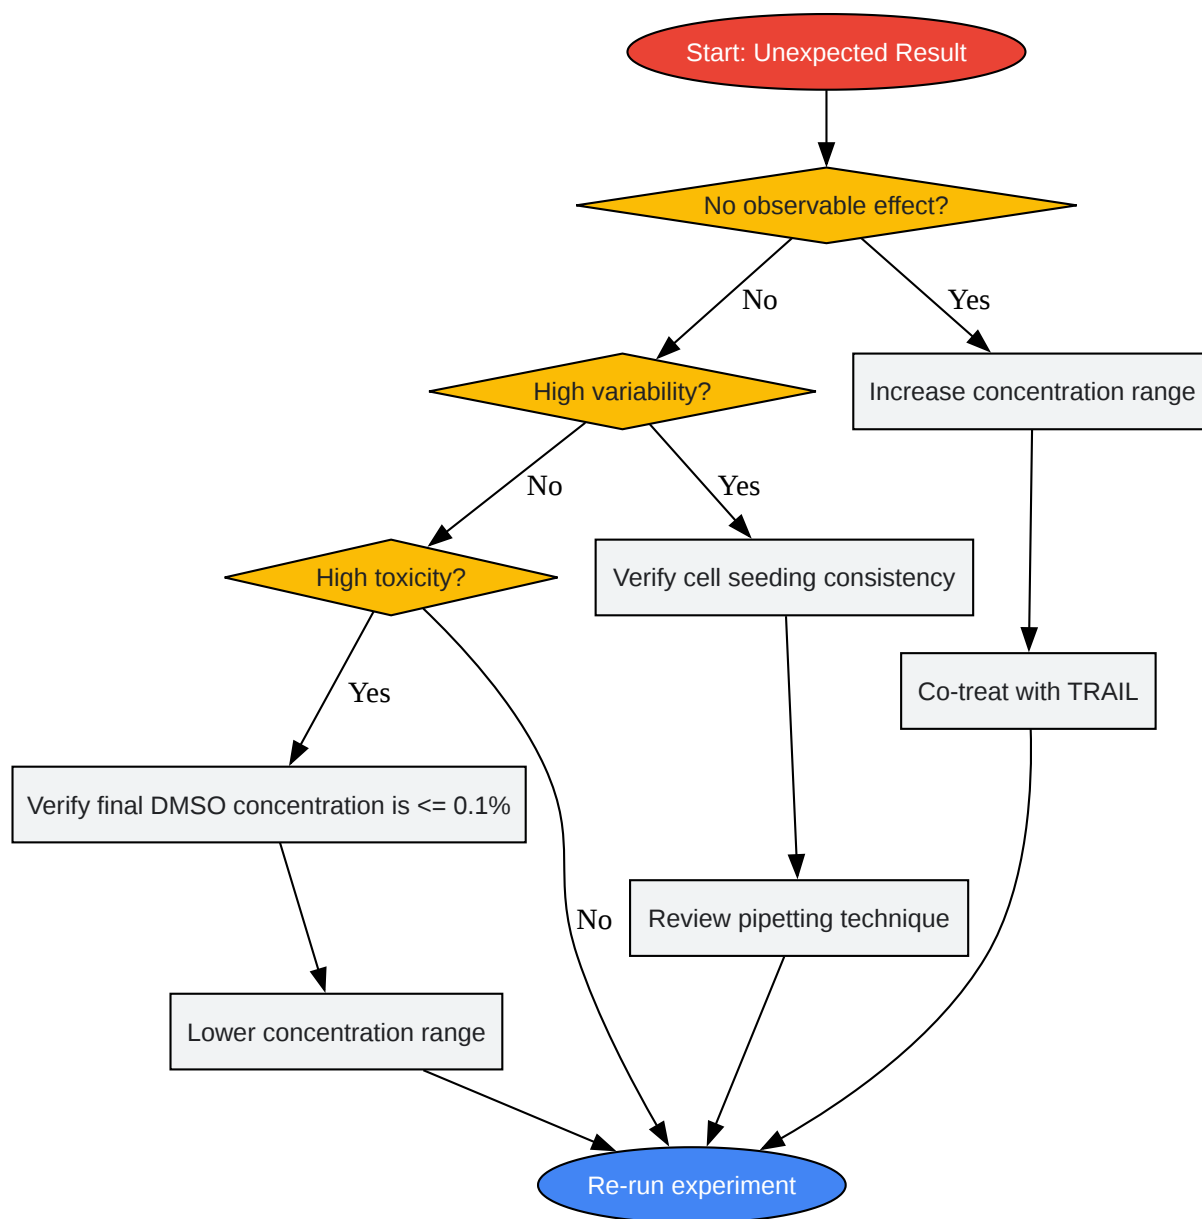 Start: Unexpected Result
No observable effect?
No
Yes
High variability?
Increase concentration range
No
Yes
High toxicity?
Verify cell seeding consistency
Yes
Co-treat with TRAIL
Verify final DMSO concentration is <= 0.1%
No
Review pipetting technique
Lower concentration range
Re-run experiment